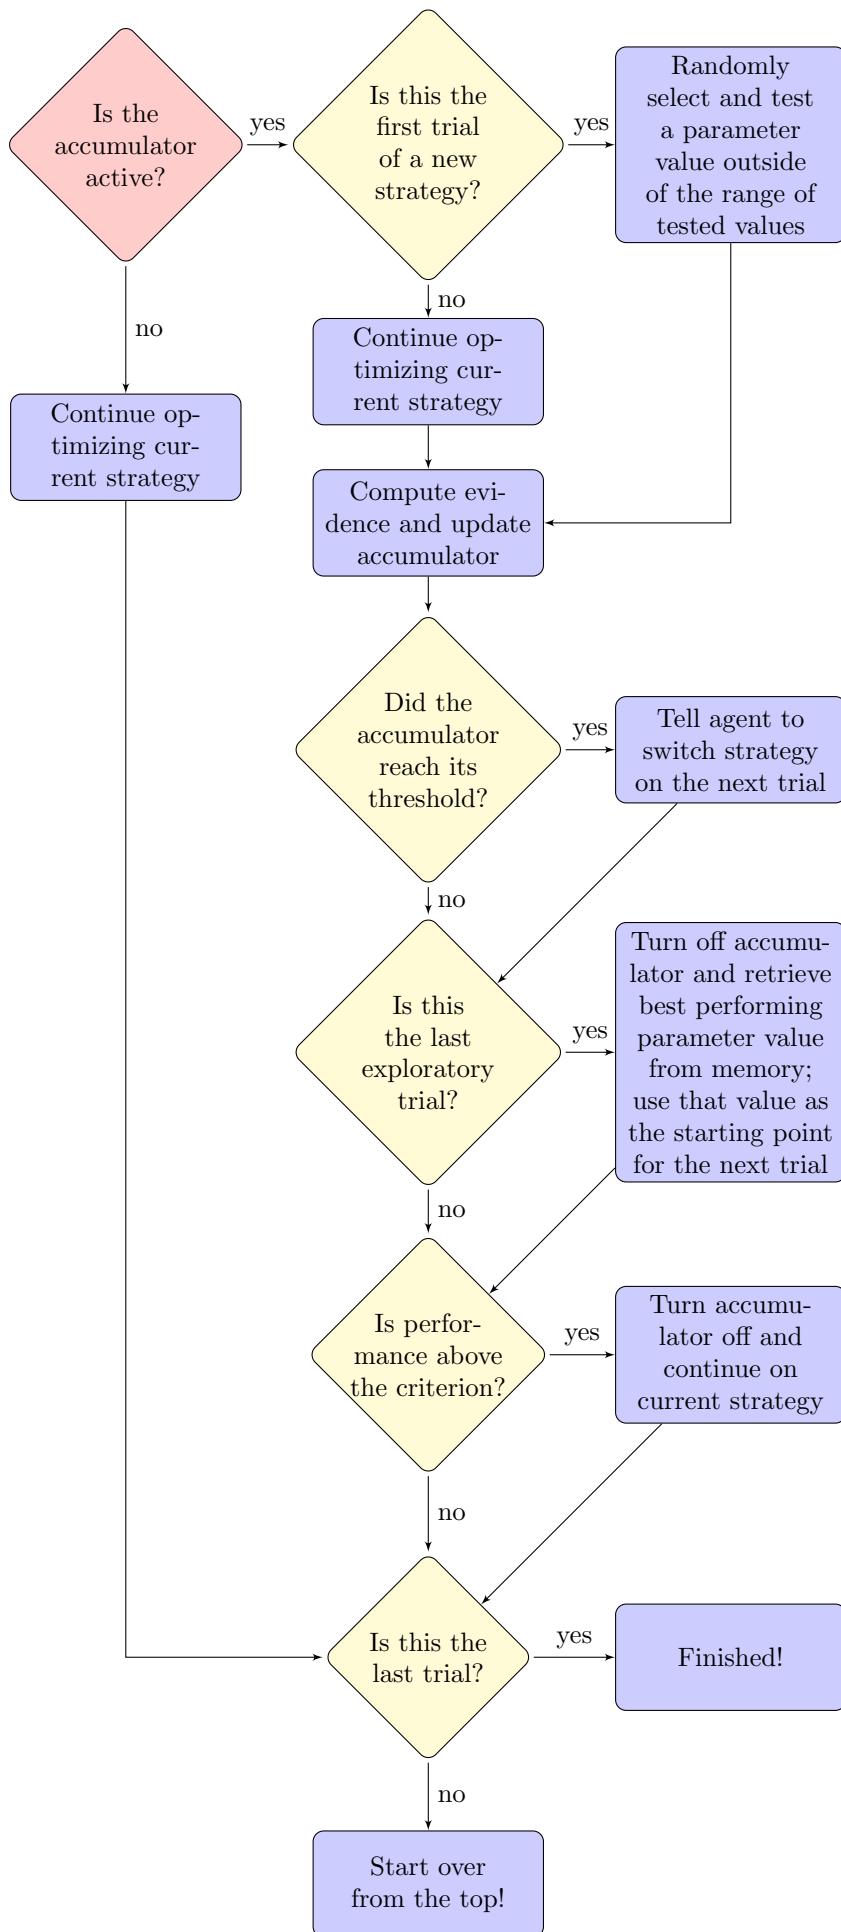 Is the
accumulator
active?
yes
Is this the
first trial
of a new
strategy?
yes
Randomly
select and test
a parameter
value outside
of the range of
tested values
no
no
Continue op-
timizing cur-
rent strategy
Continue op-
timizing cur-
rent strategy
Compute evi-
dence and update
accumulator
Did the
accumulator
reach its
threshold?
yes
Tell agent to
switch strategy
on the next trial
no
Is this
the last
exploratory
trial?
yes
Turn off accumu-
lator and retrieve
best performing
parameter value
from memory;
use that value as
the starting point
for the next trial
no
Is perfor-
mance above
the criterion?
yes
Turn accumu-
lator off and
continue on
current strategy
no
Is this the
last trial?
yes
Finished!
no
Start over
from the top!